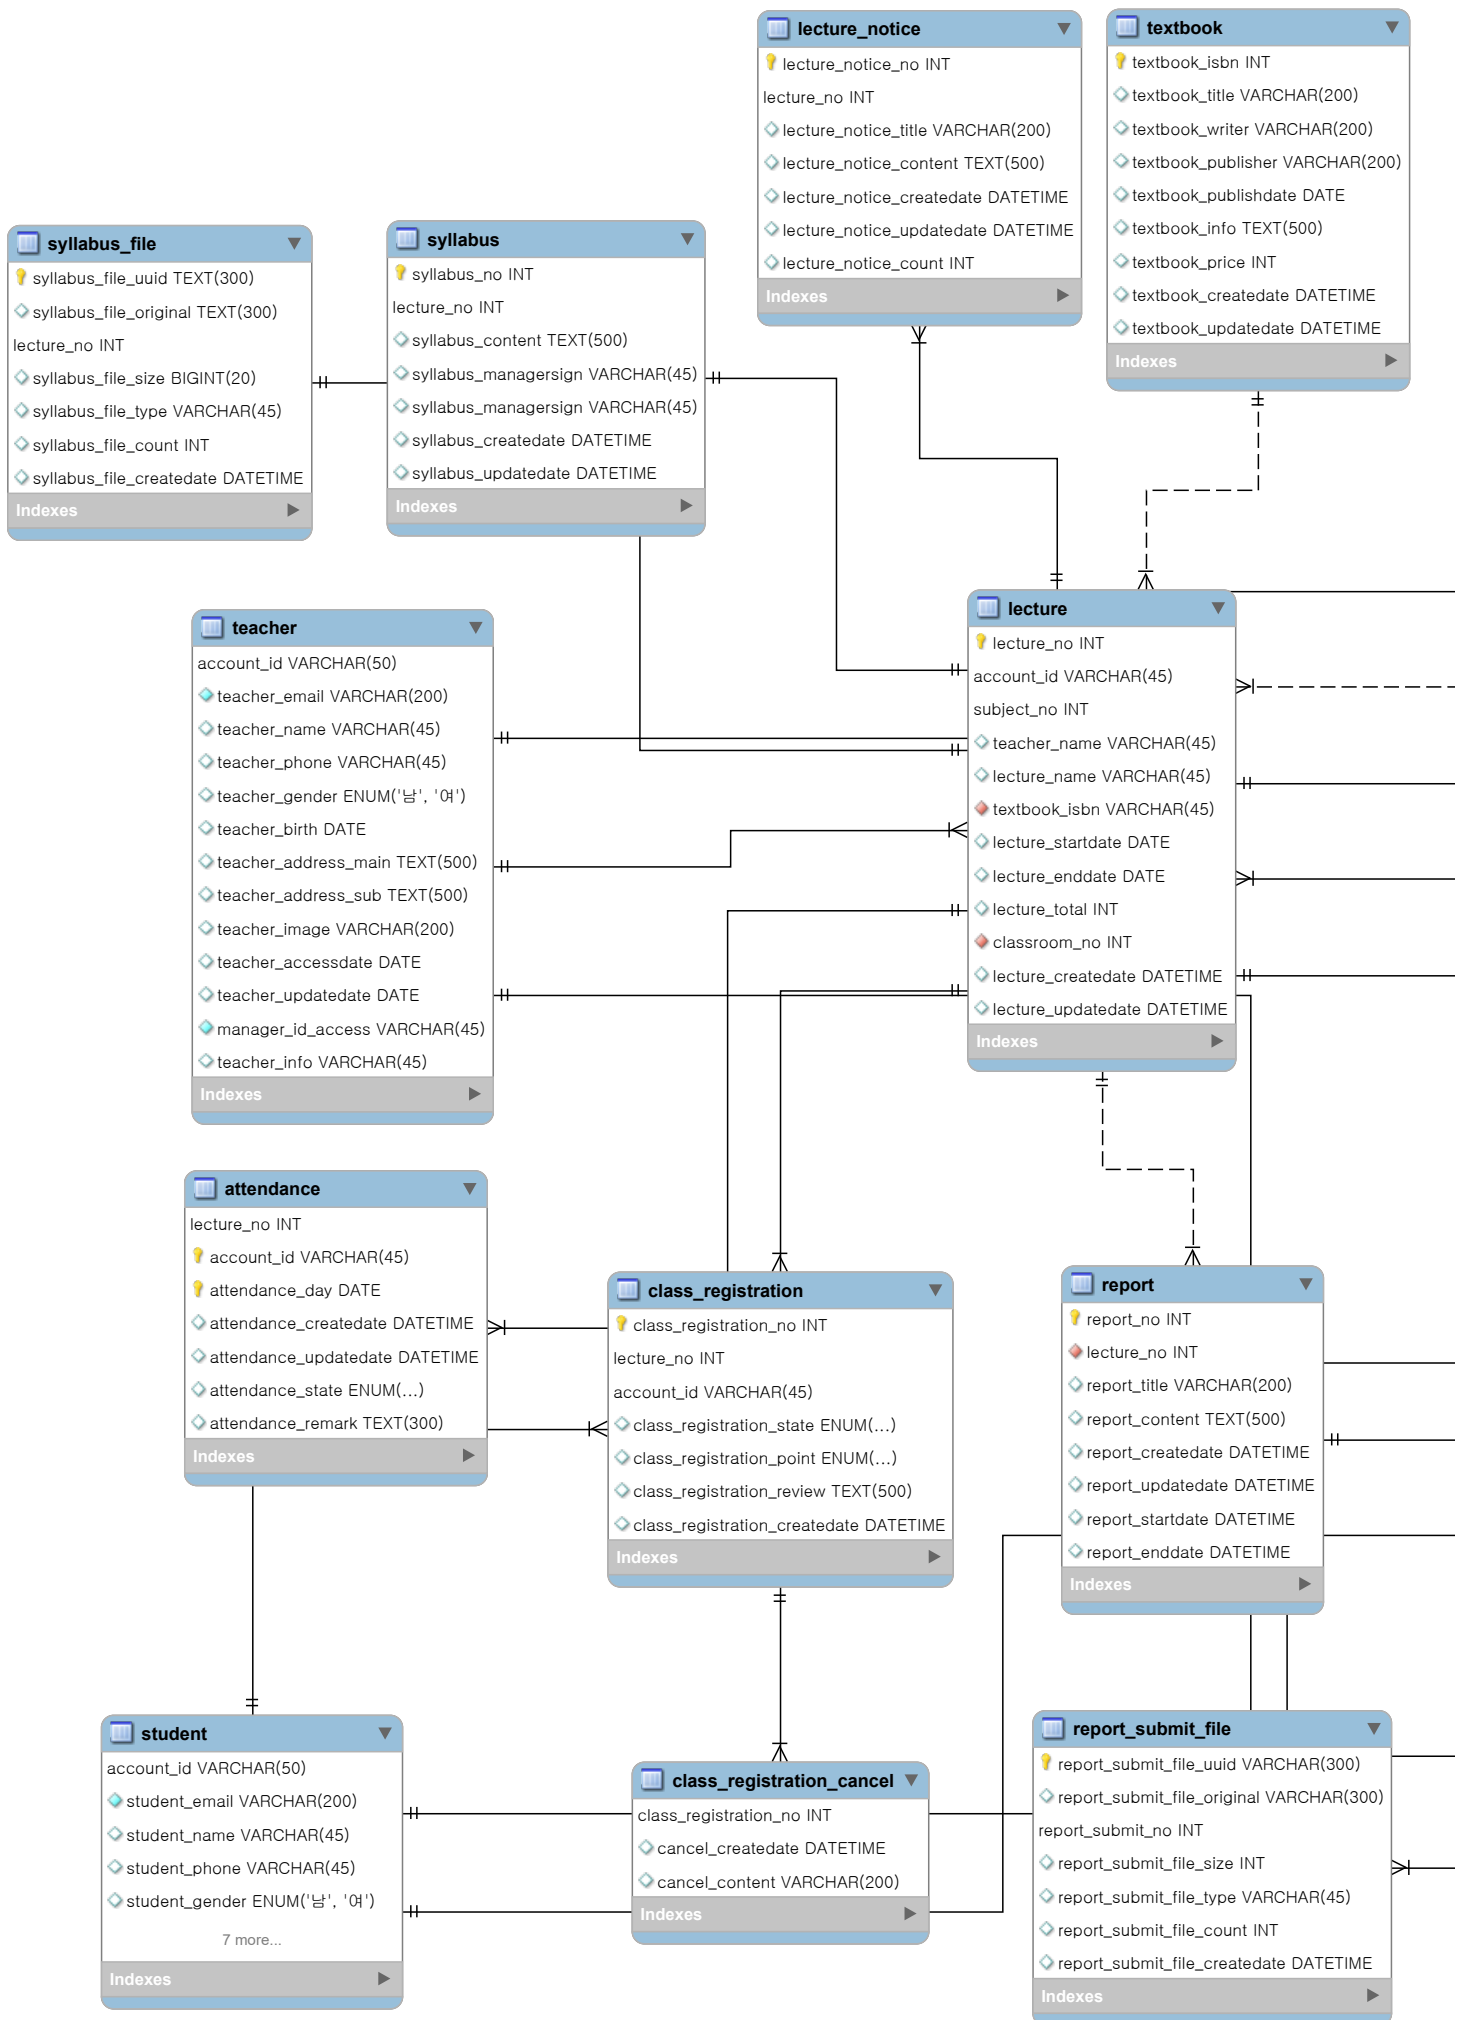 lecture_notice
lecture_notice_no INT
lecture_no INT
lecture_notice_title VARCHAR(200)
lecture_notice_content TEXT(500)
lecture_notice_createdate DATETIME
lecture_notice_updatedate DATETIME
lecture_notice_count INT
Indexes
textbook
textbook_isbn INT
textbook_title VARCHAR(200)
textbook_writer VARCHAR(200)
textbook_publisher VARCHAR(200)
textbook_publishdate DATE
textbook_info TEXT(500)
textbook_price INT
textbook_createdate DATETIME
textbook_updatedate DATETIME
Indexes
syllabus_file
syllabus_file_uuid TEXT(300)
syllabus_file_original TEXT(300)
lecture_no INT
syllabus_file_size BIGINT(20)
syllabus_file_type VARCHAR(45)
syllabus_file_count INT
syllabus_file_createdate DATETIME
Indexes
syllabus
syllabus_no INT
lecture_no INT
syllabus_content TEXT(500)
syllabus_managersign VARCHAR(45)
syllabus_managersign VARCHAR(45)
syllabus_createdate DATETIME
syllabus_updatedate DATETIME
Indexes
teacher
account_id VARCHAR(50)
teacher_email VARCHAR(200)
teacher_name VARCHAR(45)
teacher_phone VARCHAR(45)
teacher_gender ENUM('남', '여')
teacher_birth DATE
teacher_address_main TEXT(500)
teacher_address_sub TEXT(500)
teacher_image VARCHAR(200)
teacher_accessdate DATE
teacher_updatedate DATE
manager_id_access VARCHAR(45)
teacher_info VARCHAR(45)
Indexes
lecture
lecture_no INT
account_id VARCHAR(45)
subject_no INT
teacher_name VARCHAR(45)
lecture_name VARCHAR(45)
textbook_isbn VARCHAR(45)
lecture_startdate DATE
lecture_enddate DATE
lecture_total INT
classroom_no INT
lecture_createdate DATETIME
lecture_updatedate DATETIME
Indexes
attendance
lecture_no INT
account_id VARCHAR(45)
attendance_day DATE
attendance_createdate DATETIME
attendance_updatedate DATETIME
attendance_state ENUM(...)
attendance_remark TEXT(300)
Indexes
class_registration
class_registration_no INT
lecture_no INT
account_id VARCHAR(45)
class_registration_state ENUM(...)
class_registration_point ENUM(...)
class_registration_review TEXT(500)
class_registration_createdate DATETIME
Indexes
report
report_no INT
lecture_no INT
report_title VARCHAR(200)
report_content TEXT(500)
report_createdate DATETIME
report_updatedate DATETIME
report_startdate DATETIME
report_enddate DATETIME
Indexes
student
account_id VARCHAR(50)
student_email VARCHAR(200)
student_name VARCHAR(45)
student_phone VARCHAR(45)
student_gender ENUM('남', '여')
7 more...
Indexes
class_registration_cancel
class_registration_no INT
cancel_createdate DATETIME
cancel_content VARCHAR(200)
Indexes
report_submit_file
report_submit_file_uuid VARCHAR(300)
report_submit_file_original VARCHAR(300)
report_submit_no INT
report_submit_file_size INT
report_submit_file_type VARCHAR(45)
report_submit_file_count INT
report_submit_file_createdate DATETIME
Indexes